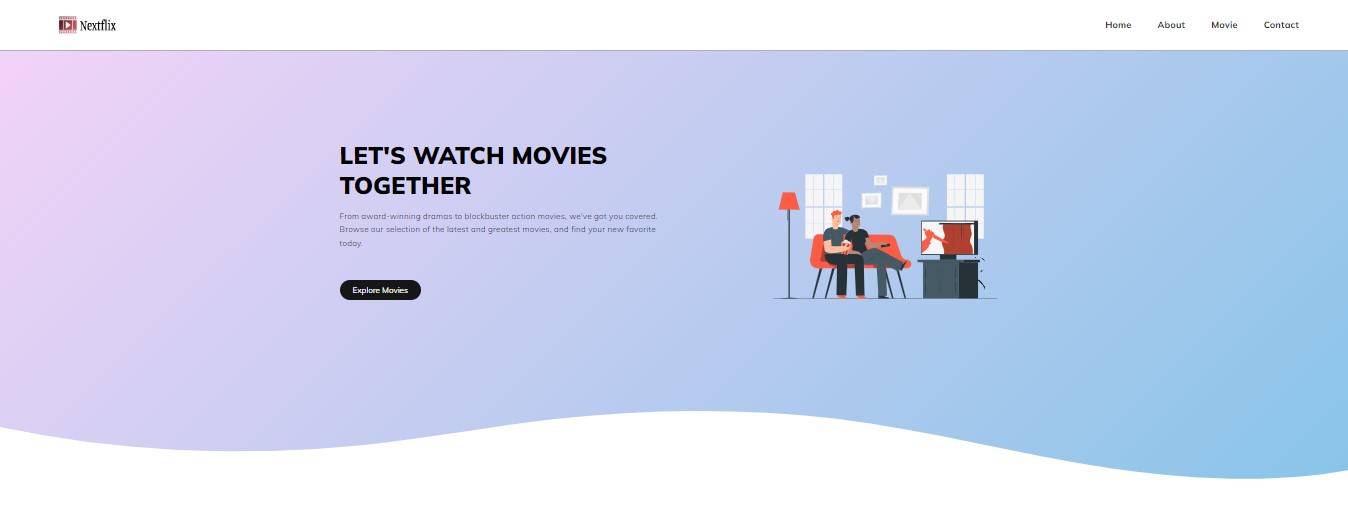 Nextflix
Home About Movie Contact
LET'S WATCH MOVIES
TOGETHER
From award-winning dramas to blockbuster action movies, we've got you covered.
Browse our selection of the latest and greatest movies, and find your new favorite
today.
Explore Movies